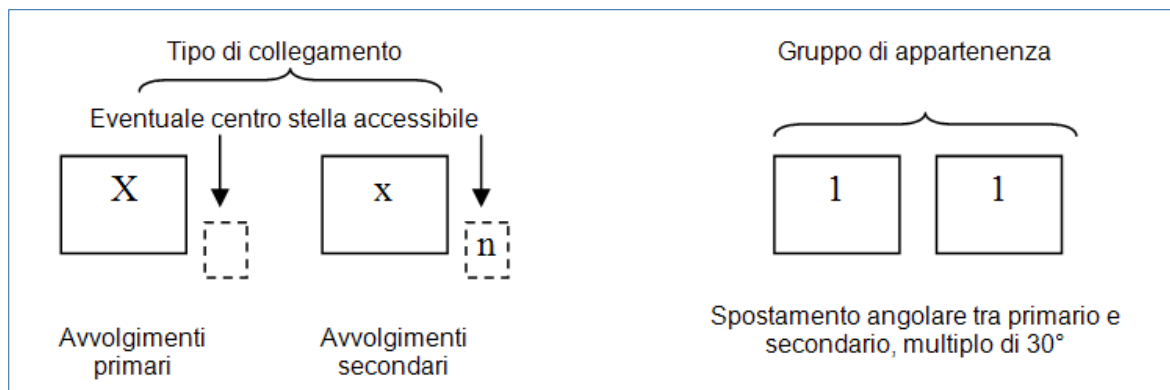 Tipo di collegamento
Gruppo di appartenenza
Eventuale centro stella accessibile
X
x
n
1
1
Avvolgimenti
primari
Avvolgimenti
secondari
Spostamento angolare tra primario e
secondario, multiplo di 30°